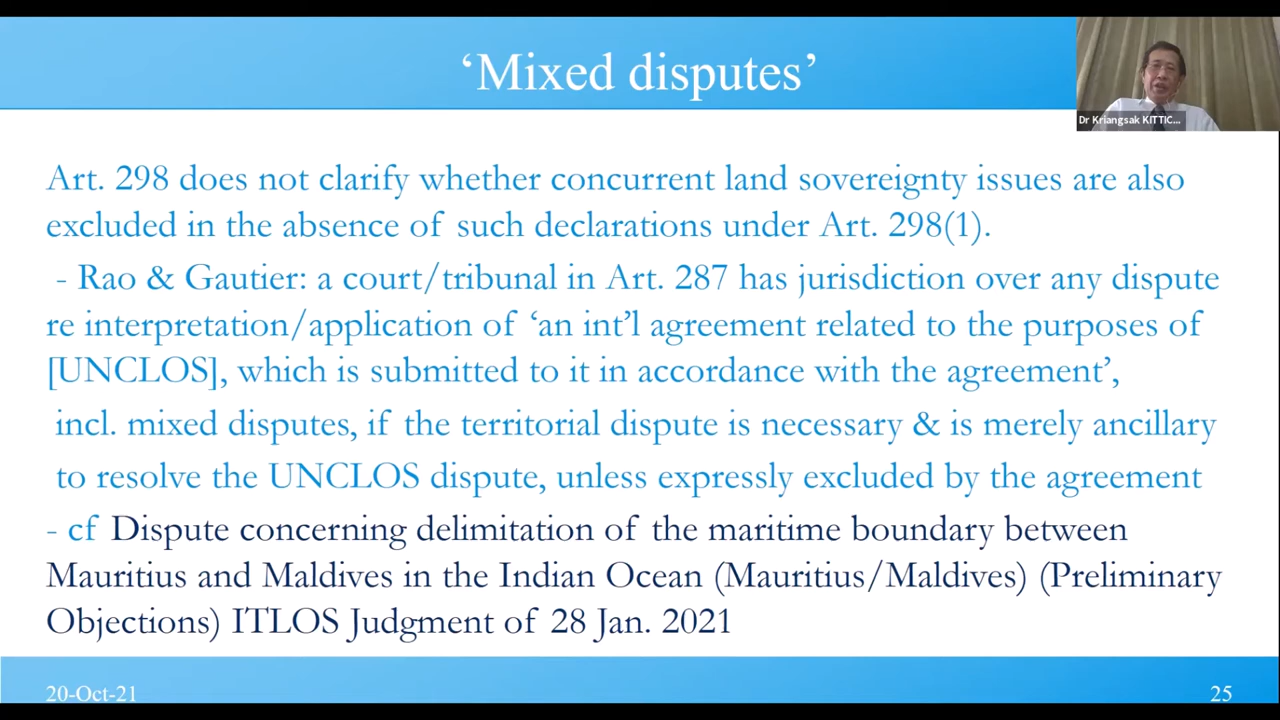 ‘Mixed disputes’
Dr Kriangsak KITTIC...
Art. 298 does not clarify whether concurrent land sovereignty issues are also
excluded in the absence of such declarations under Art. 298(1).
- Rao & Gautier: a court/tribunal in Art. 287 has jurisdiction over any dispute
re interpretation/application of ‘an int’l agreement related to the purposes of
[UNCLOS], which is submitted to it in accordance with the agreement’,
incl. mixed disputes, if the territorial dispute is necessary & is merely ancillary
to resolve the UNCLOS dispute, unless expressly excluded by the agreement
- cf Dispute concerning delimitation of the maritime boundary between
Mauritius and Maldives in the Indian Ocean (Mauritius/Maldives) (Preliminary
Objections) ITLOS Judgment of 28 Jan. 2021
20-Oct-21
25